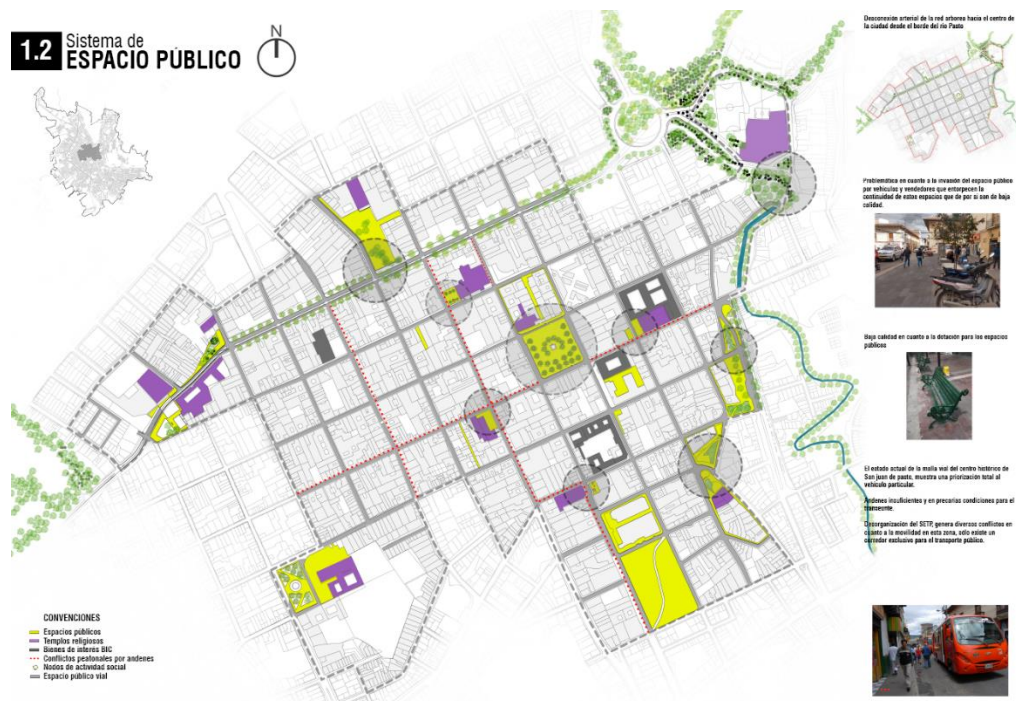 1.2
Sistema de
ESPACIO PÚBLICO
N
CONVENCIONES
Espacios públicos
Templos religiosos
Bienes de interés BIC
Conflictos peatonales por andenes
Nodos de actividad social
Espacio público vial
Desconexión arterial de la red arborea hacia el centro de
la ciudad desde el borde del río Pasto
Problemática en cuanto a la invasión del espacio público
por vehiculos y vendedores que entorpecen la
continuidad de estos espacios que de por si son de baja
calidad.
Baja calidad en cuanto a la dotación para los espacios
públicos
El estado actual de la malla vial del centro histórico de
San juan de pasto, muestra una priorización total al
vehículo particular.
Andenes insuficientes y en precarias condiciones para el
transeunte.
Desorganización del SETP, genera diversos conflictos en
cuanto a la movilidad en esta zona, solo existe un
corredor exclusivo para el transporte público.